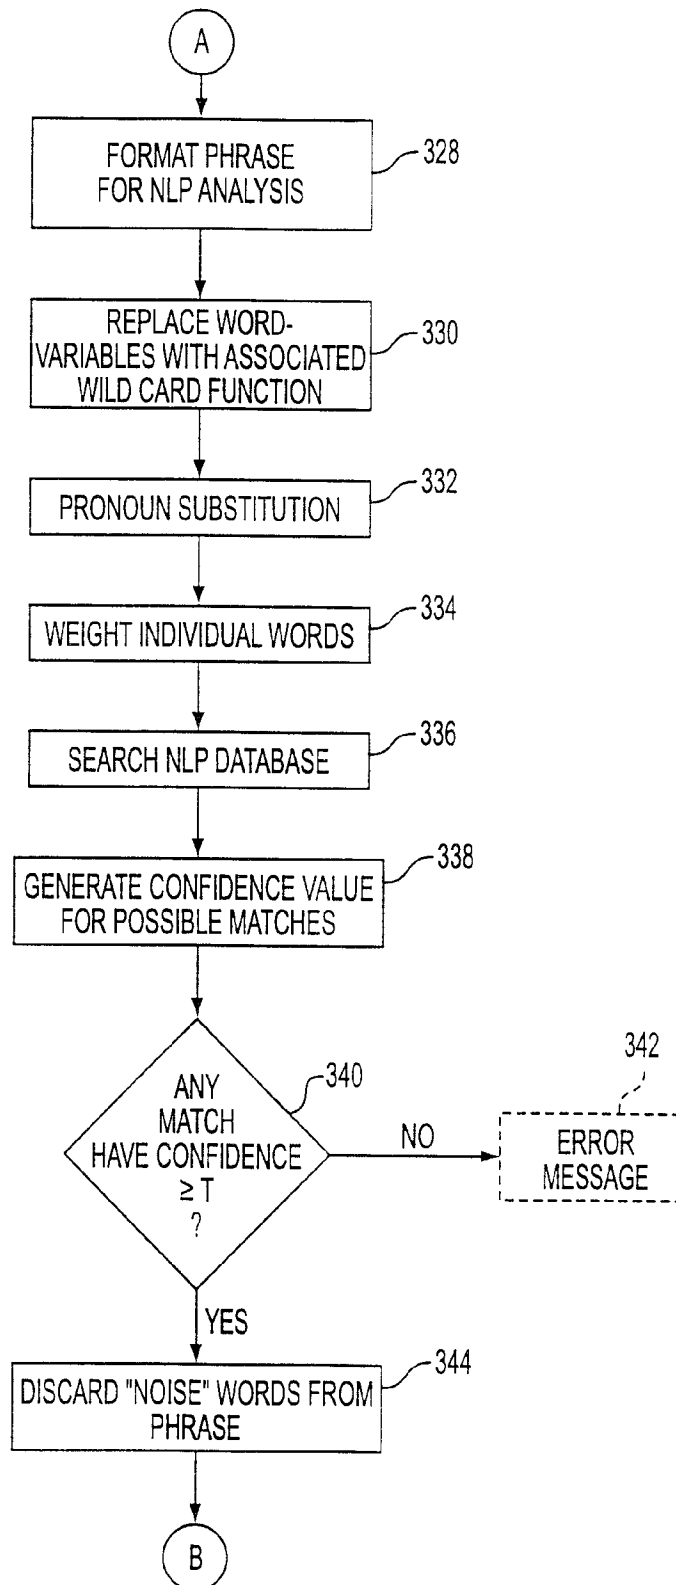 A
FORMAT PHRASE
FOR NLP ANALYSIS
328
REPLACE WORD-
VARIABLES WITH ASSOCIATED
WILD CARD FUNCTION
330
PRONOUN SUBSTITUTION
332
WEIGHT INDIVIDUAL WORDS
334
SEARCH NLP DATABASE
336
GENERATE CONFIDENCE VALUE
FOR POSSIBLE MATCHES
338
ANY
MATCH
HAVE CONFIDENCE
≥ T
?
340
NO
342
ERROR
MESSAGE
YES
DISCARD "NOISE" WORDS FROM
PHRASE
344
B